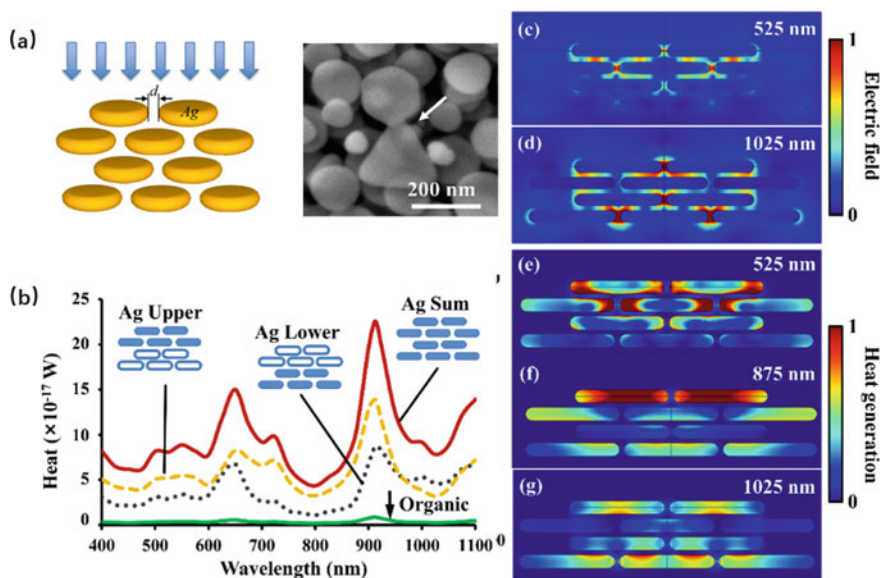 (a)
d
Ag
200 nm
(b)
Heat (×10⁻¹⁷ W)
25
20
15
10
5
0
Ag Upper
Ag Lower
Ag Sum
Organic
400 500 600 700 800 900 1000 1100
Wavelength (nm)
(c) 525 nm
(d) 1025 nm
1
Electric field
0
(e) 525 nm
(f) 875 nm
(g) 1025 nm
1
Heat generation
0
0